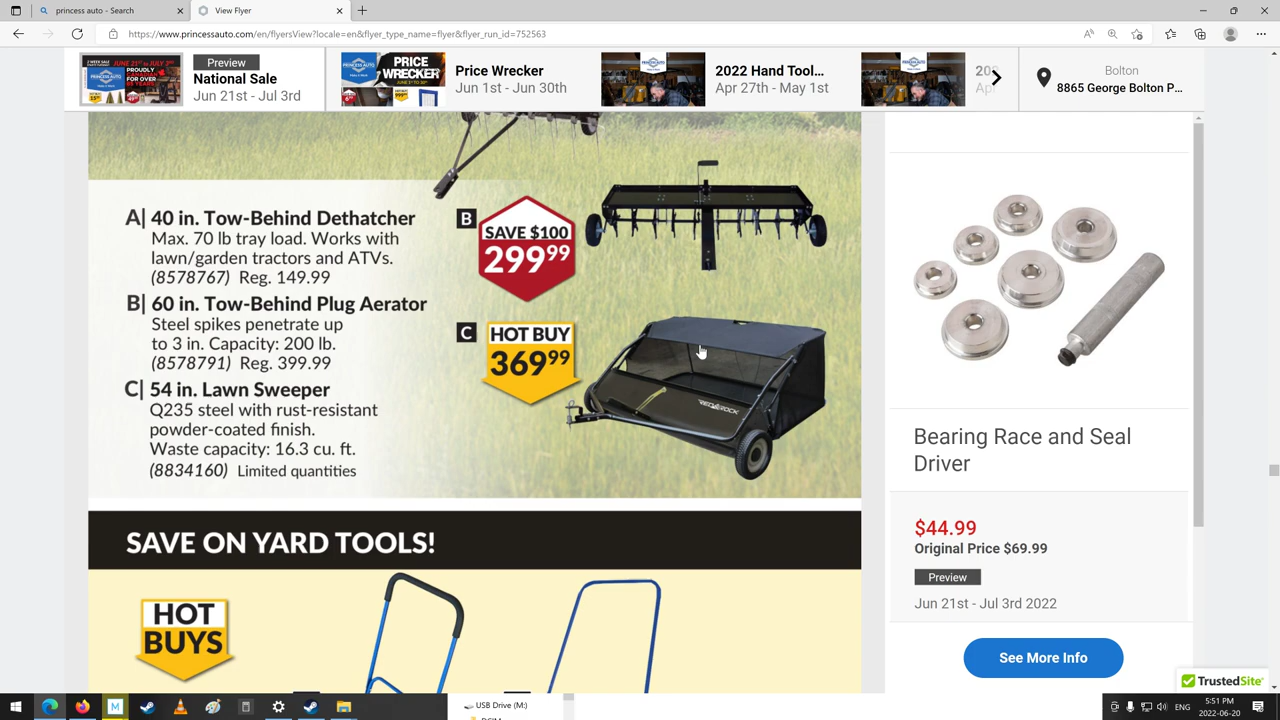 princess auto - Search
View Flyer
https://www.princessauto.com/en/flyersView?locale=en&flyer_type_name=flyer&flyer_run_id=752563
Preview
National Sale
Jun 21st - Jul 3rd
PRICE
WRECKER
Price Wrecker
Jun 1st - Jun 30th
2022 Hand Tool...
Apr 27th - May 1st
8865 George Bolton P...
A| 40 in. Tow-Behind Dethatcher
Max. 70 lb tray load. Works with
lawn/garden tractors and ATVs.
(8578767) Reg. 149.99
B| 60 in. Tow-Behind Plug Aerator
Steel spikes penetrate up
to 3 in. Capacity: 200 lb.
(8578791) Reg. 399.99
C| 54 in. Lawn Sweeper
Q235 steel with rust-resistant
powder-coated finish.
Waste capacity: 16.3 cu. ft.
(8834160) Limited quantities
B
SAVE $100
299 99
C
HOT BUY
369 99
REDROCK
SAVE ON YARD TOOLS!
HOT
BUYS
Bearing Race and Seal
Driver
$44.99
Original Price $69.99
Preview
Jun 21st - Jul 3rd 2022
See More Info
TrustedSite
USB Drive (M:)
ENG
5:51 PM
2022-06-20